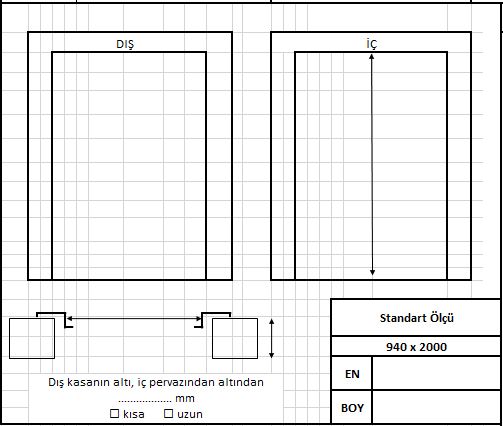 DIŞ
İÇ
Standart Ölçü
940 x 2000
EN
BOY
Dış kasanın altı, iç pervazından altından
.................. mm
☐ kısa ☐ uzun